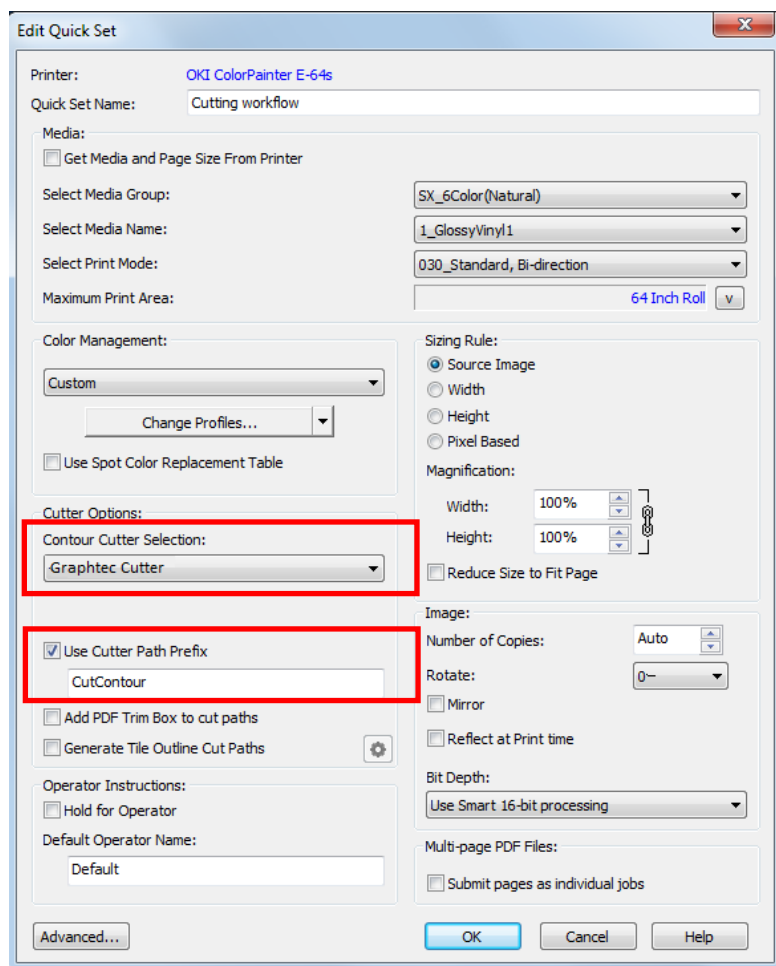 Edit Quick Set
Printer: OKI ColorPainter E-64s
Quick Set Name: Cutting workflow
Media:
Get Media and Page Size From Printer
Select Media Group: SX_6Color(Natural)
Select Media Name: 1_GlossyVinyl1
Select Print Mode: 030_Standard, Bi-direction
Maximum Print Area: 64 Inch Roll v
Color Management:
Custom
Change Profiles...
Use Spot Color Replacement Table
Cutter Options:
Contour Cutter Selection:
Graphtec Cutter
Use Cutter Path Prefix
CutContour
Add PDF Trim Box to cut paths
Generate Tile Outline Cut Paths
Operator Instructions:
Hold for Operator
Default Operator Name:
Default
Sizing Rule:
Source Image
Width
Height
Pixel Based
Magnification:
Width: 100%
Height: 100%
Reduce Size to Fit Page
Image:
Number of Copies: Auto
Rotate: 0
Mirror
Reflect at Print time
Bit Depth:
Use Smart 16-bit processing
Multi-page PDF Files:
Submit pages as individual jobs
Advanced... OK Cancel Help